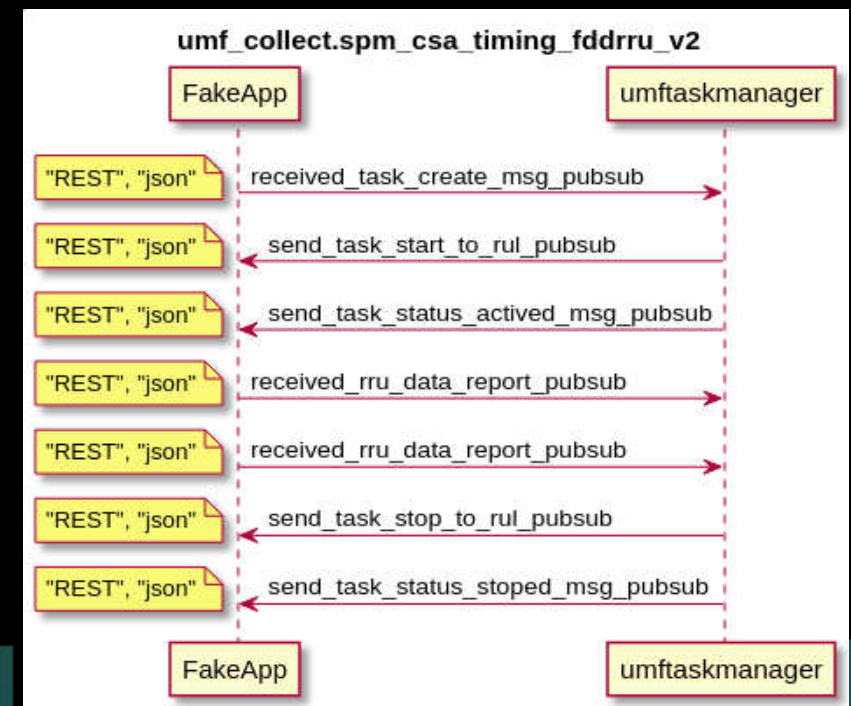 umf_collect.spm_csa_timing_fddrru_v2
FakeApp
umftaskmanager
"REST", "json"
received_task_create_msg_pubsub
"REST", "json"
send_task_start_to_rul_pubsub
"REST", "json"
send_task_status_actived_msg_pubsub
"REST", "json"
received_rru_data_report_pubsub
"REST", "json"
received_rru_data_report_pubsub
"REST", "json"
send_task_stop_to_rul_pubsub
"REST", "json"
send_task_status_stoped_msg_pubsub
FakeApp
umftaskmanager